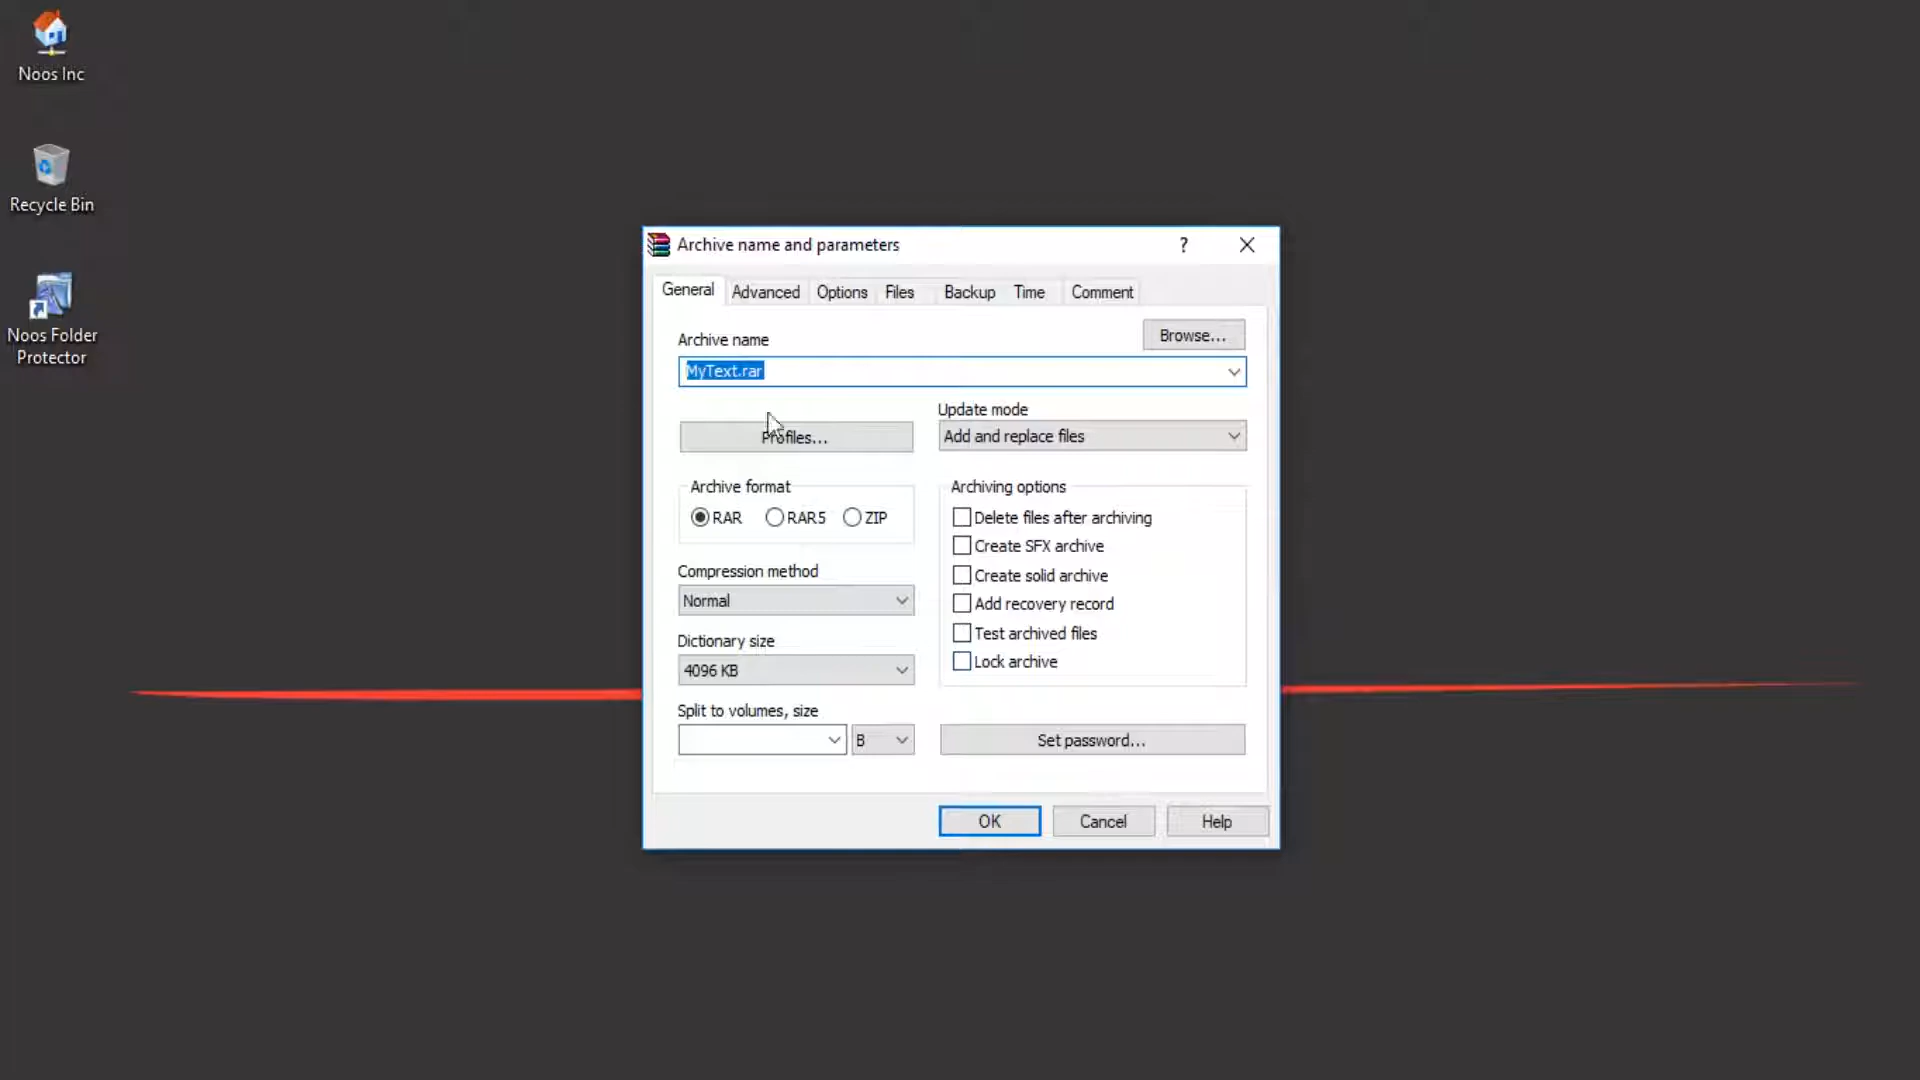 Noos Inc
Recycle Bin
Noos Folder
Protector
Archive name and parameters
?
General
Advanced
Options
Files
Backup
Time
Comment
Archive name
Browse...
MyText.rar
Update mode
Profiles...
Add and replace files
Archive format
RAR
RAR5
ZIP
Archiving options
Delete files after archiving
Create SFX archive
Create solid archive
Add recovery record
Test archived files
Lock archive
Compression method
Normal
Dictionary size
4096 KB
Split to volumes, size
B
Set password...
OK
Cancel
Help